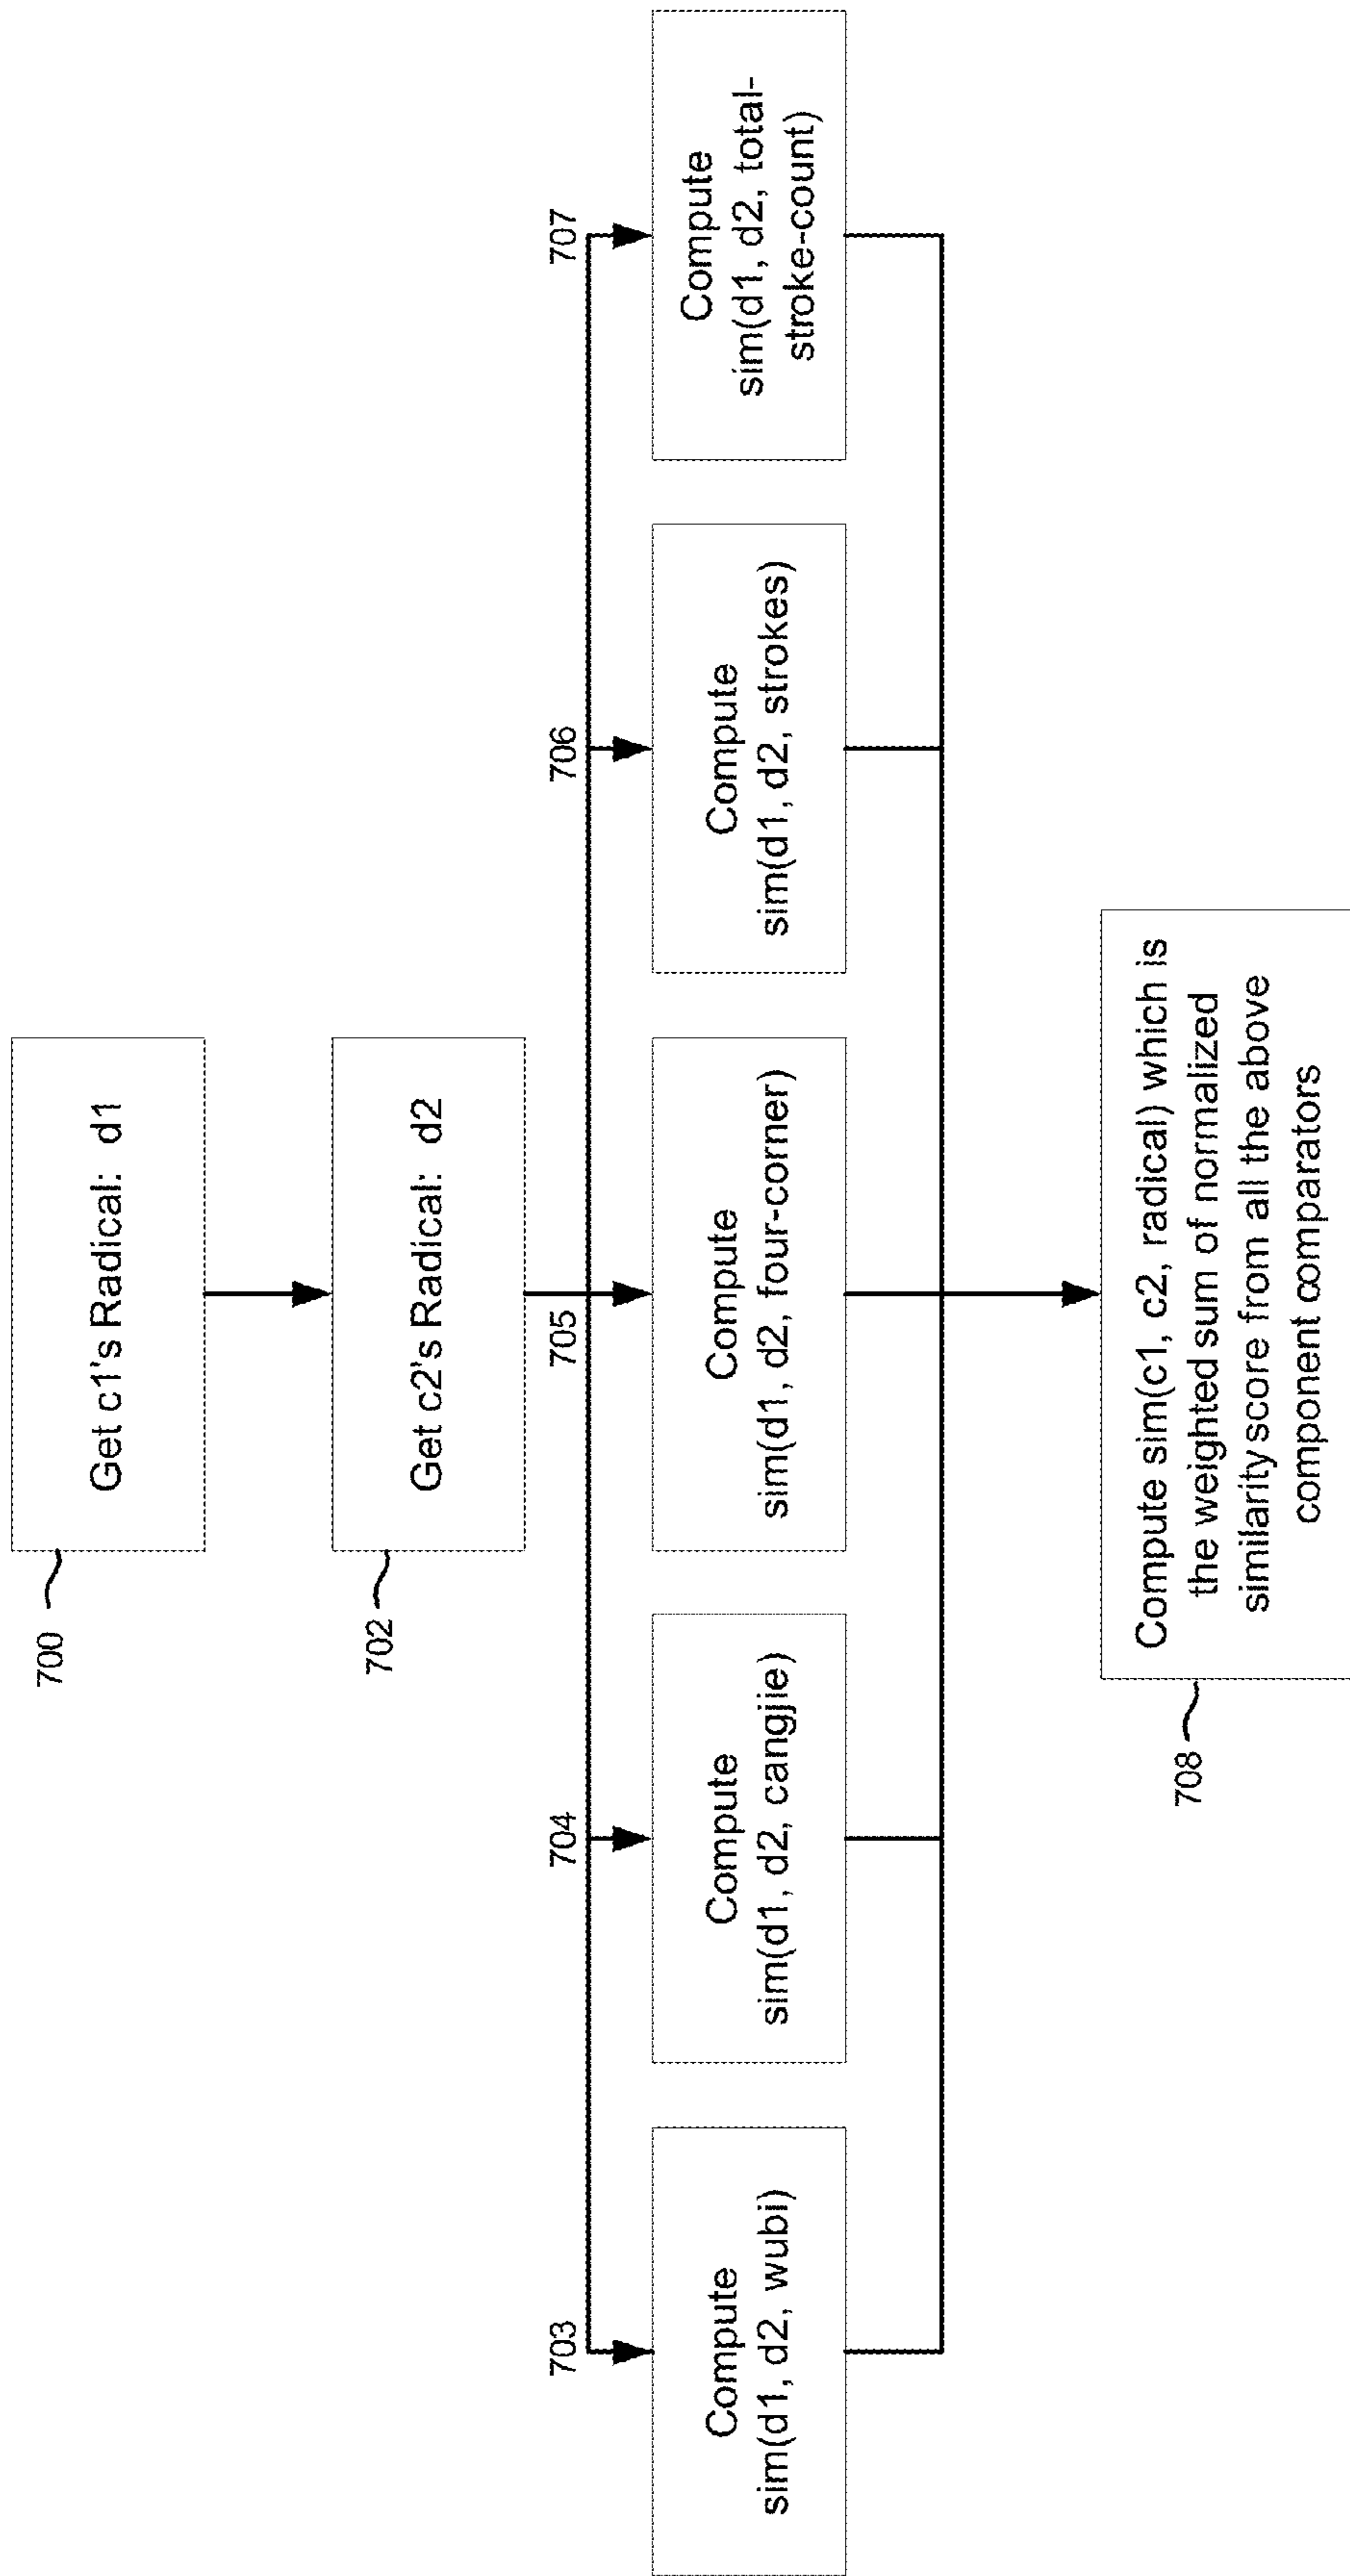 700
Get c1's Radical: d1
702
Get c2's Radical: d2
703
Compute
sim(d1, d2, wubi)
704
Compute
sim(d1, d2, cangjie)
705
Compute
sim(d1, d2, four-corner)
706
Compute
sim(d1, d2, strokes)
707
Compute
sim(d1, d2, total-
stroke-count)
708
Compute sim(c1, c2, radical) which is
the weighted sum of normalized
similarityscore from all the above
component comparators